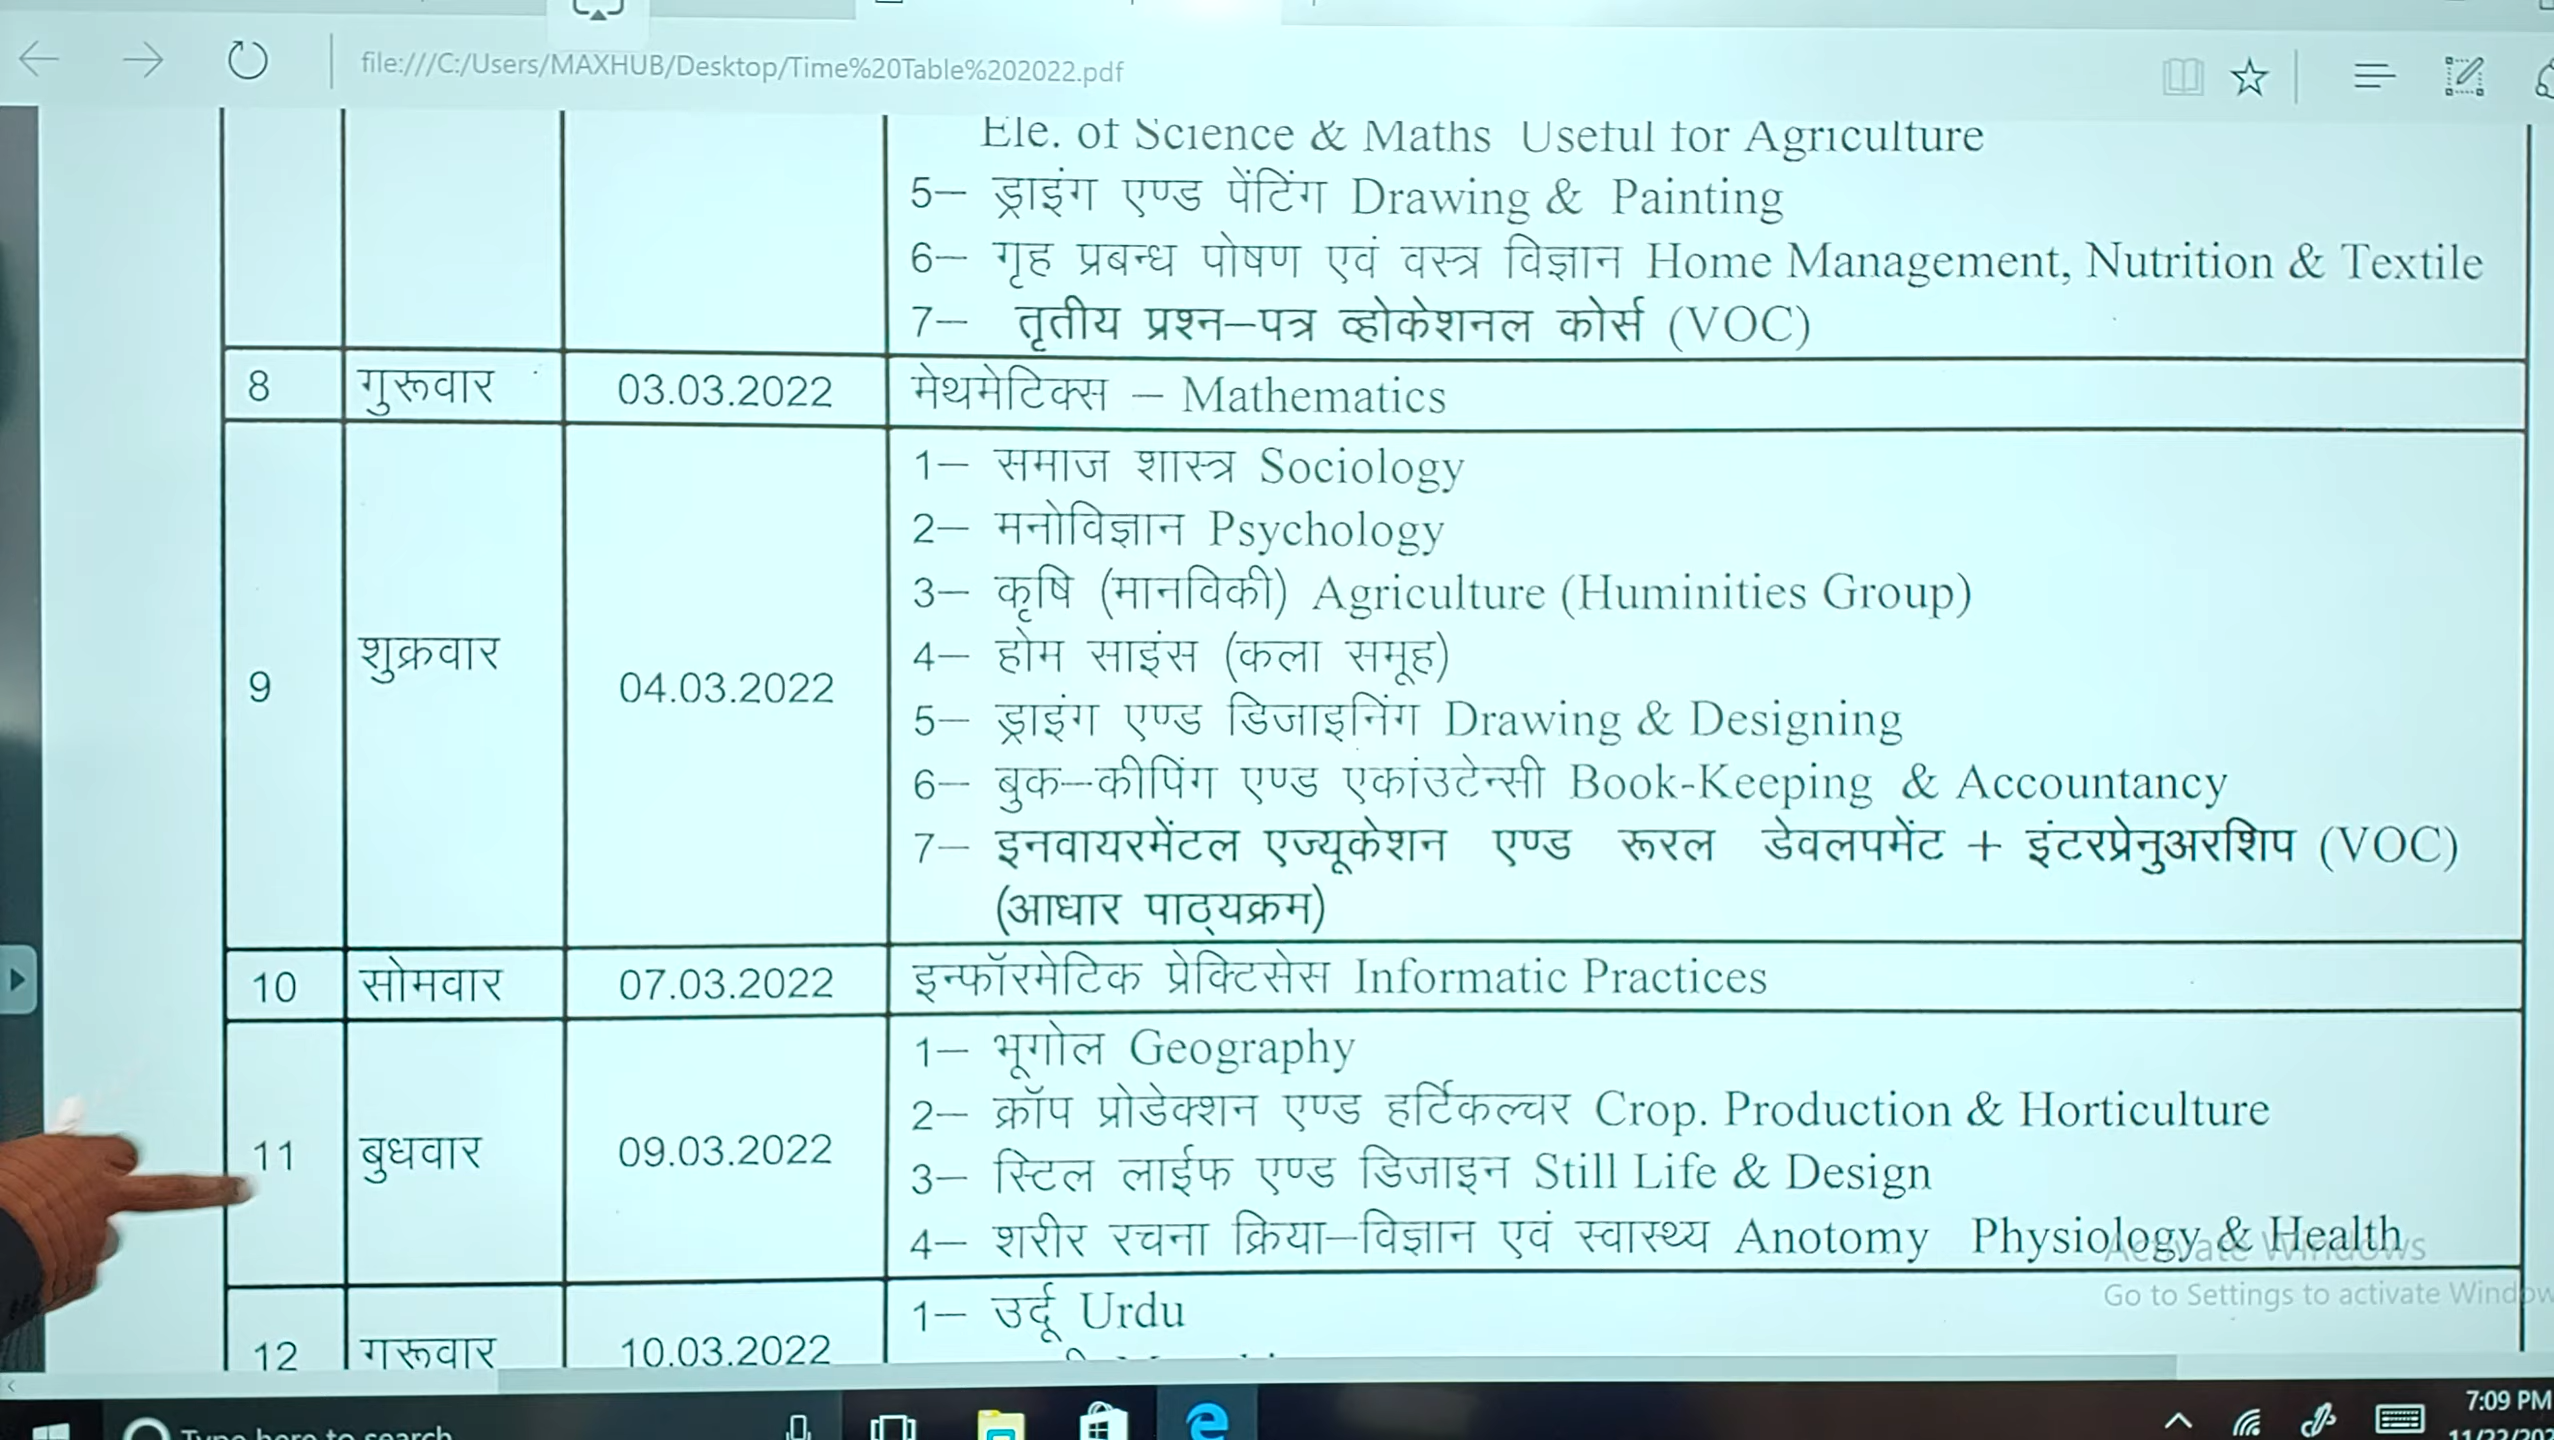 file:///C:/Users/MAXHUB/Desktop/Time%20Table%202022.pdf
Ele. of Science & Maths Useful for Agriculture
5– ड्राइंग एण्ड पेंटिंग Drawing & Painting
6– गृह प्रबन्ध पोषण एवं वस्त्र विज्ञान Home Management, Nutrition & Textile
7– तृतीय प्रश्न–पत्र व्होकेशनल कोर्स (VOC)
8 गुरूवार 03.03.2022 मेथमेटिक्स – Mathematics
1– समाज शास्त्र Sociology
2– मनोविज्ञान Psychology
3– कृषि (मानविकी) Agriculture (Huminities Group)
4– होम साइंस (कला समूह)
9 शुक्रवार 04.03.2022
5– ड्राइंग एण्ड डिजाइनिंग Drawing & Designing
6– बुक–कीपिंग एण्ड एकांउटेन्सी Book-Keeping & Accountancy
7– इनवायरमेंटल एज्यूकेशन एण्ड रूरल डेवलपमेंट + इंटरप्रेनुअरशिप (VOC)
(आधार पाठ्यक्रम)
10 सोमवार 07.03.2022 इन्फॉरमेटिक प्रेक्टिसेस Informatic Practices
1– भूगोल Geography
2– क्रॉप प्रोडेक्शन एण्ड हर्टिकल्चर Crop. Production & Horticulture
11 बुधवार 09.03.2022
3– स्टिल लाईफ एण्ड डिजाइन Still Life & Design
4– शरीर रचना क्रिया–विज्ञान एवं स्वास्थ्य Anotomy Physiology & Health
Activate Windows
Go to Settings to activate Windows
1– उर्दू Urdu
12 गरूवार 10.03.2022
Type here to search
7:09 PM